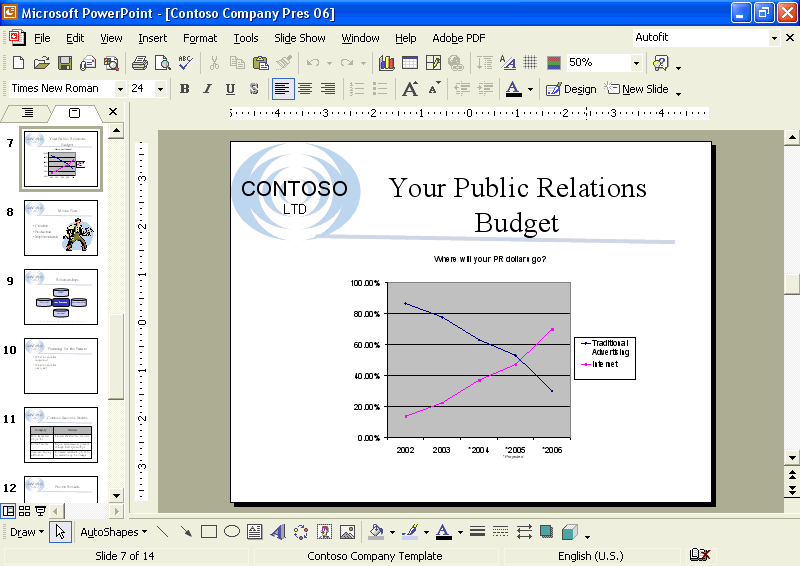 Microsoft PowerPoint - [Contoso Company Pres 06]
File Edit View Insert Format Tools Slide Show Window Help Adobe PDF Autofit
50%
Times New Roman 24 B I U S Design New Slide
7
Your Public Relations
Budget
8
9
Relationships
10
Planning for the Future
11
12
CONTOSO
LTD
Your Public Relations
Budget
Where will your PR dollars go?
100.00%
80.00%
60.00%
40.00%
20.00%
0.00%
2002 2003 *2004 *2005 *2006
*Projected
Traditional
Advertising
Internet
Draw AutoShapes
Slide 7 of 14 Contoso Company Template English (U.S.)